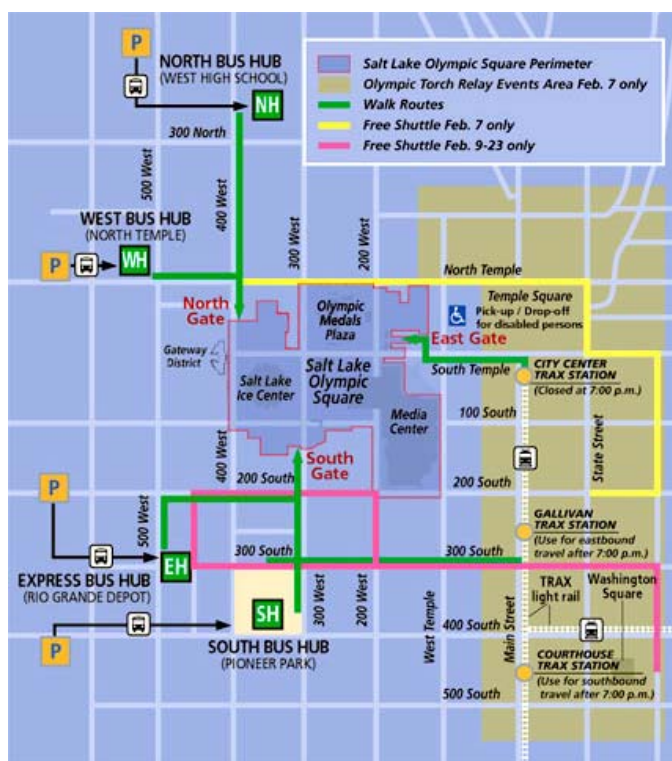 P
NORTH BUS HUB
(WEST HIGH SCHOOL)
NH
300 North
Salt Lake Olympic Square Perimeter
Olympic Torch Relay Events Area Feb. 7 only
Walk Routes
Free Shuttle Feb. 7 only
Free Shuttle Feb. 9-23 only
500 West
400 West
300 West
200 West
WEST BUS HUB
(NORTH TEMPLE)
P
WH
North Temple
North
Gate
Olympic
Medals
Plaza
Temple Square
Pick-up / Drop-off
for disabled persons
East Gate
Gateway
District
Salt Lake
Ice Center
Salt Lake
Olympic
Square
South Temple
CITY CENTER
TRAX STATION
(Closed at 7:00 p.m.)
Media
Center
100 South
State Street
400 West
South
Gate
200 South
200 South
P
500 West
GALLIVAN
TRAX STATION
(Use for eastbound
travel after 7:00 p.m.)
EH
300 South
300 South
EXPRESS BUS HUB
(RIO GRANDE DEPOT)
SH
300 West
200 West
West Temple
Main Street
TRAX
light rail
Washington
Square
P
400 South
SOUTH BUS HUB
(PIONEER PARK)
COURTHOUSE
TRAX STATION
(Use for southbound
travel after 7:00 p.m.)
500 South